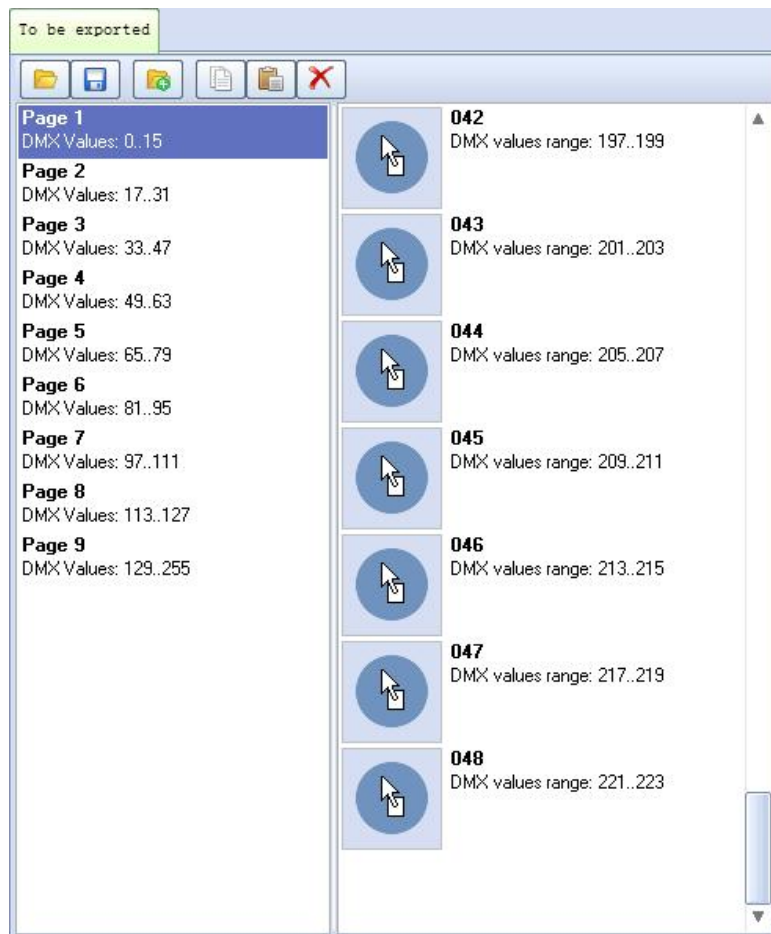 To be exported
Page 1
DMX Values: 0..15
Page 2
DMX Values: 17..31
Page 3
DMX Values: 33..47
Page 4
DMX Values: 49..63
Page 5
DMX Values: 65..79
Page 6
DMX Values: 81..95
Page 7
DMX Values: 97..111
Page 8
DMX Values: 113..127
Page 9
DMX Values: 129..255
042
DMX values range: 197..199
043
DMX values range: 201..203
044
DMX values range: 205..207
045
DMX values range: 209..211
046
DMX values range: 213..215
047
DMX values range: 217..219
048
DMX values range: 221..223